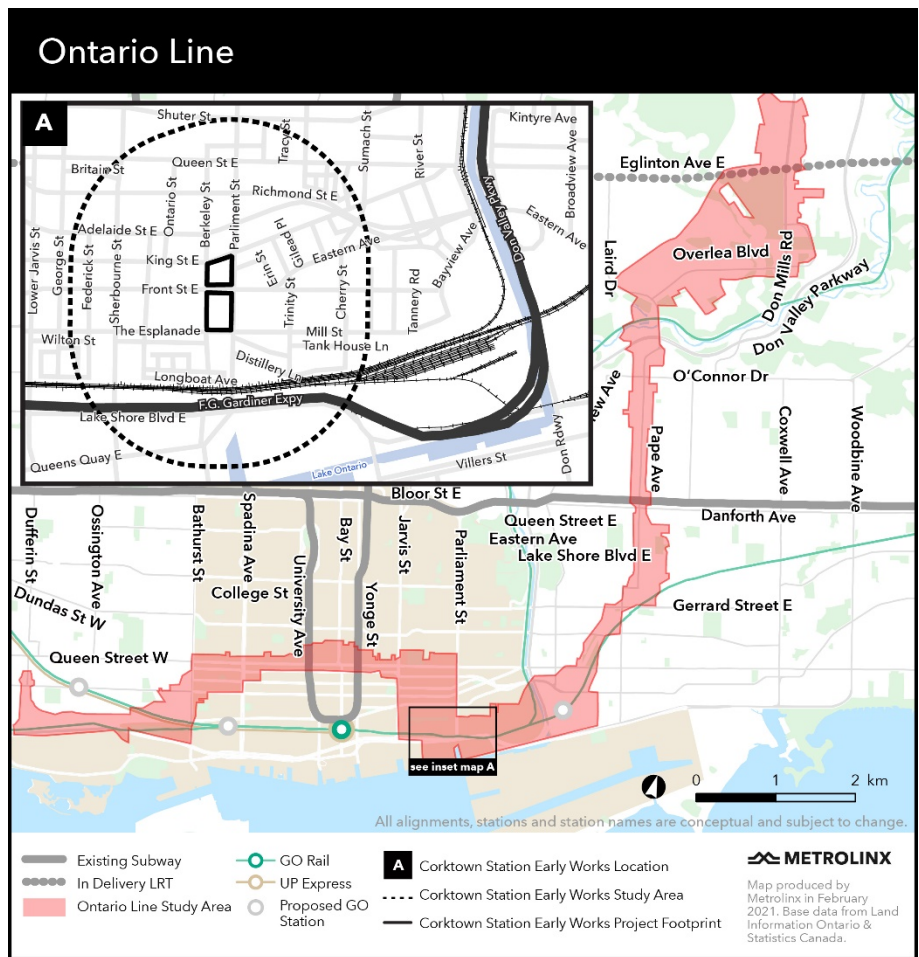 Ontario Line
A
Shuter St
Kintyre Ave
Tracy St
Sumach St
River St
Britain St
Queen St E
Broadview Ave
Ontario St
Berkeley St
Parliment St
Richmond St E
Don Valley Pkwy
Eastern Ave
Lower Jarvis St
George St
Federick St
Sherbourne St
Adelaide St E
Erin St
Gilead Pl
Eastern Ave
Bayview Ave
King St E
Front St E
Trinity St
Cherry St
Tannery Rd
The Esplanade
Wilton St
Mill St
Tank House Ln
Distillery Ln
Longboat Ave
F.G. Gardiner Expy
Lake Shore Blvd E
Queens Quay E
Lake Ontario
Villers St
Don Rdwy
Eglinton Ave E
Laird Dr
Overlea Blvd
Don Mills Rd
Don Valley Parkway
O'Connor Dr
iew Ave
Pape Ave
Coxwell Ave
Woodbine Ave
Bloor St E
Danforth Ave
Dufferin St
Ossington Ave
Bathurst St
Spadina Ave
University Ave
Bay St
Yonge St
Jarvis St
Parliament St
Queen Street E
Eastern Ave
Lake Shore Blvd E
College St
Dundas St W
Gerrard Street E
Queen Street W
see inset map A
0 1 2 km
All alignments, stations and station names are conceptual and subject to change.
Existing Subway
In Delivery LRT
Ontario Line Study Area
GO Rail
UP Express
Proposed GO
Station
A Corktown Station Early Works Location
Corktown Station Early Works Study Area
Corktown Station Early Works Project Footprint
METROLINX
Map produced by
Metrolinx in February
2021. Base data from Land
Information Ontario &
Statistics Canada.